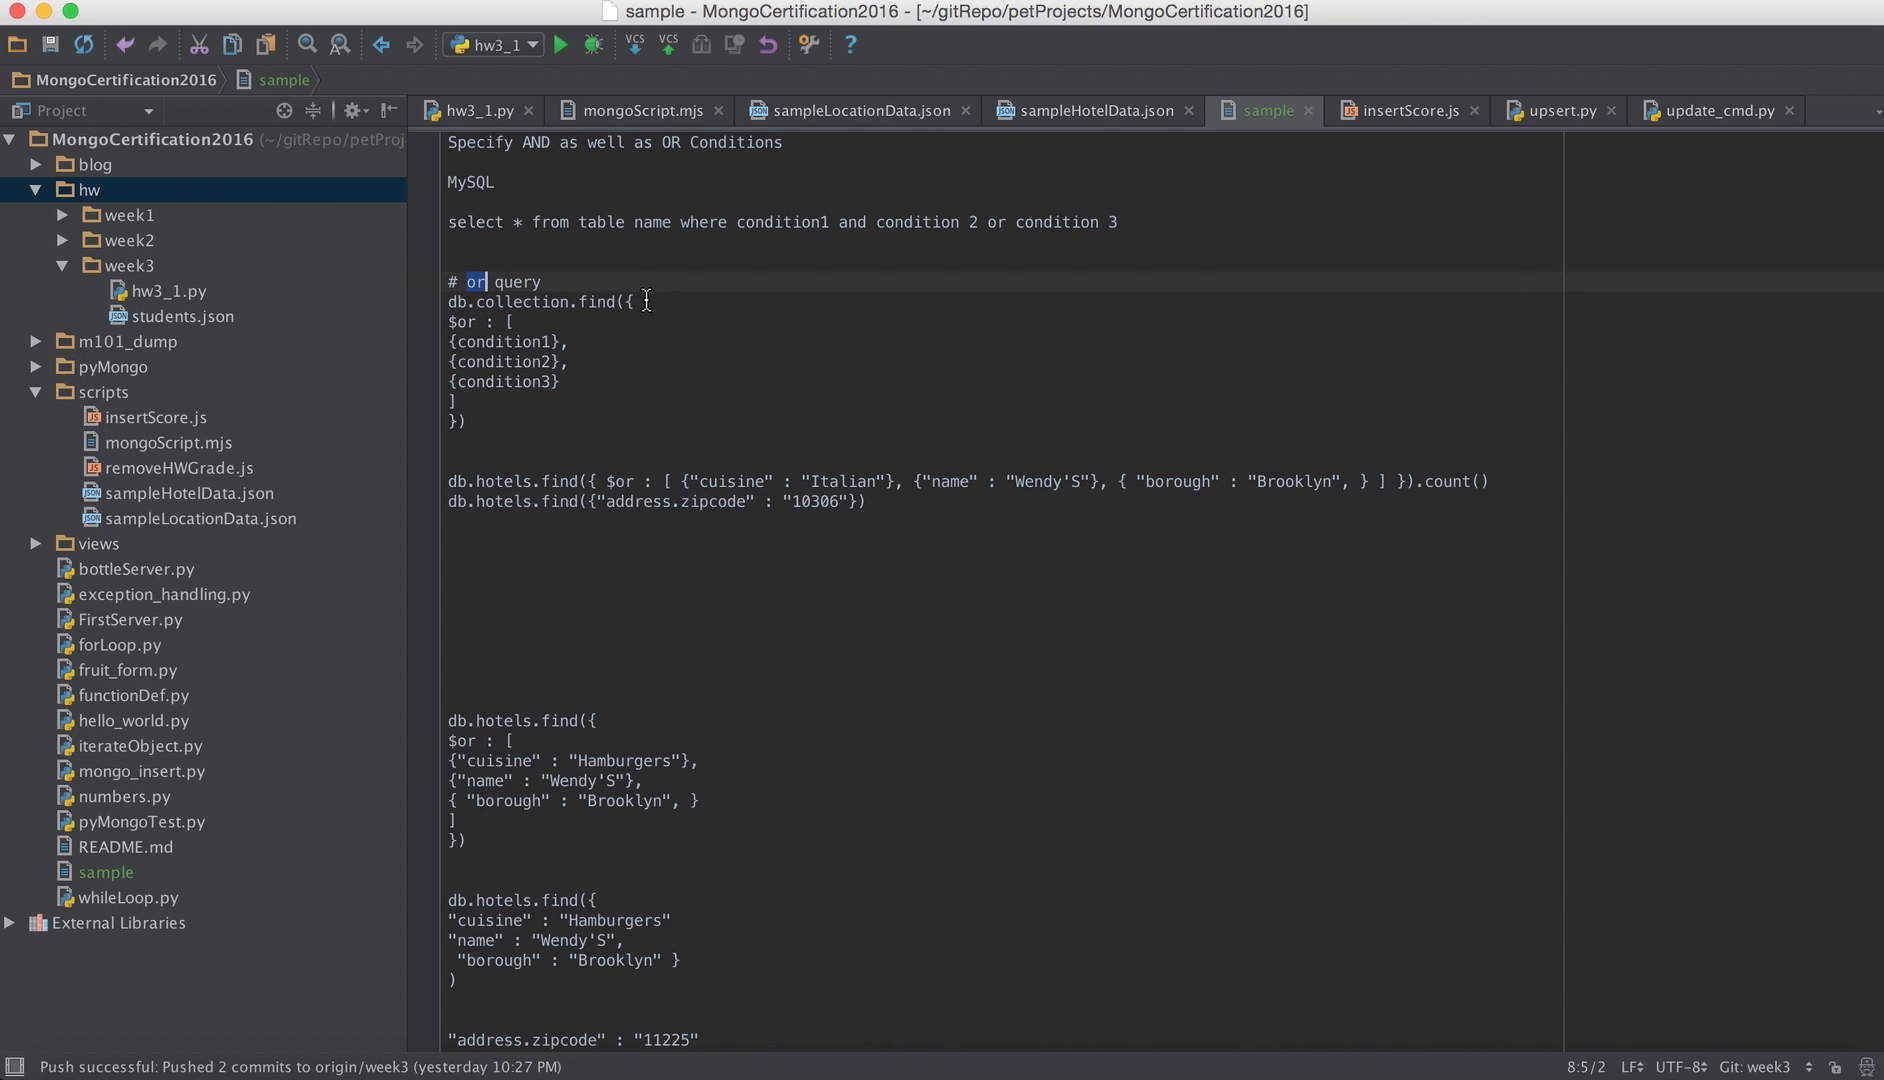 sample - MongoCertification2016 - [~/gitRepo/petProjects/MongoCertification2016]
hw3_1
VCS
VCS
?
MongoCertification2016
sample
Project
hw3_1.py
mongoScript.mjs
sampleLocationData.json
sampleHotelData.json
sample
insertScore.js
upsert.py
update_cmd.py
MongoCertification2016 (~/gitRepo/petProj
blog
hw
week1
week2
week3
hw3_1.py
students.json
m101_dump
pyMongo
scripts
insertScore.js
mongoScript.mjs
removeHWGrade.js
sampleHotelData.json
sampleLocationData.json
views
bottleServer.py
exception_handling.py
FirstServer.py
forLoop.py
fruit_form.py
functionDef.py
hello_world.py
iterateObject.py
mongo_insert.py
numbers.py
pyMongoTest.py
README.md
sample
whileLoop.py
External Libraries
Specify AND as well as OR Conditions
MySQL
select * from table name where condition1 and condition 2 or condition 3
# or query
db.collection.find({
$or : [
{condition1},
{condition2},
{condition3}
]
})
db.hotels.find({ $or : [ {"cuisine" : "Italian"}, {"name" : "Wendy'S"}, { "borough" : "Brooklyn", } ] }).count()
db.hotels.find({"address.zipcode" : "10306"})
db.hotels.find({
$or : [
{"cuisine" : "Hamburgers"},
{"name" : "Wendy'S"},
{ "borough" : "Brooklyn", }
]
})
db.hotels.find({
"cuisine" : "Hamburgers"
"name" : "Wendy'S",
"borough" : "Brooklyn" }
)
"address.zipcode" : "11225"
Push successful: Pushed 2 commits to origin/week3 (yesterday 10:27 PM)
8:5/2 LF UTF-8 Git: week3